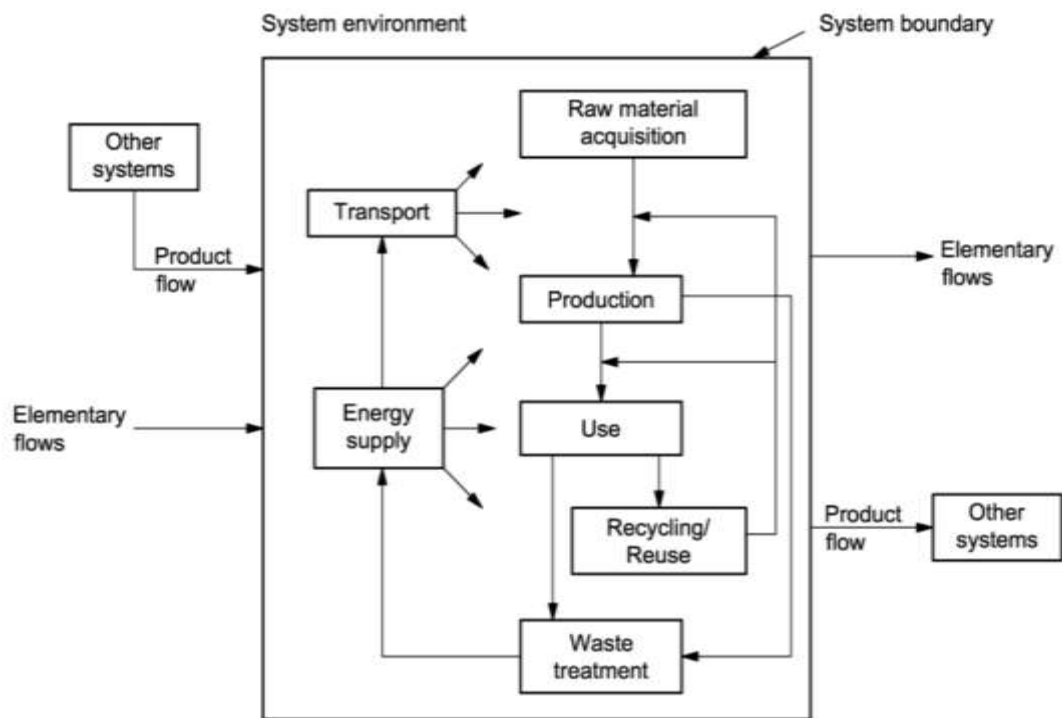 System environment
System boundary
Raw material
acquisition
Other
systems
Transport
Product
flow
Elementary
flows
Production
Elementary
flows
Energy
supply
Use
Recycling/
Reuse
Product
flow
Other
systems
Waste
treatment